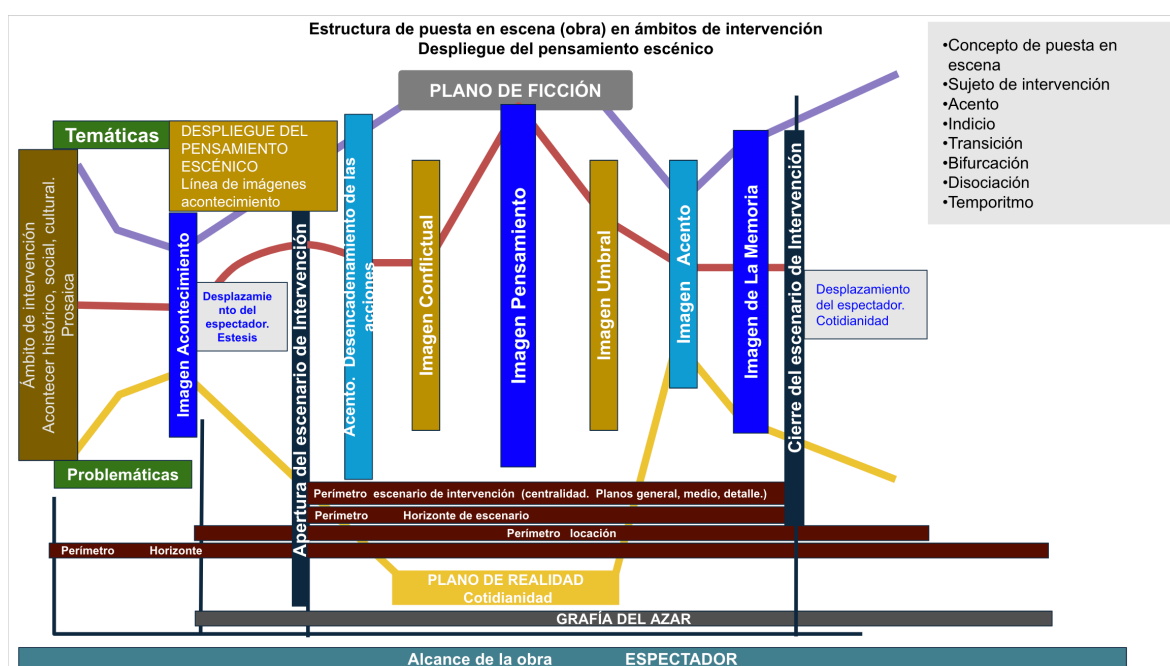 Estructura de puesta en escena (obra) en ámbitos de intervención
Despliegue del pensamiento escénico
•Concepto de puesta en
escena
•Sujeto de intervención
•Acento
•Indicio
•Transición
•Bifurcación
•Disociación
•Temporitmo
PLANO DE FICCIÓN
Temáticas
DESPLIEGUE DEL
PENSAMIENTO
ESCÉNICO
Línea de imágenes
acontecimiento
Ámbito de intervención
Acontecer histórico, social, cultural.
Prosaica
Imagen Acontecimiento
Desplazamie
nto del
espectador.
Estesis
Apertura del escenario de Intervención
Acento. Desencadenamiento de las
acciones
Imagen Conflictual
Imagen Pensamiento
Imagen Umbral
Imagen Acento
Imagen de La Memoria
Cierre del escenario de Intervención
Desplazamiento
del espectador.
Cotidianidad
Problemáticas
Perímetro escenario de intervención (centralidad. Planos general, medio, detalle.)
Perímetro Horizonte de escenario
Perímetro locación
Perímetro Horizonte
PLANO DE REALIDAD
Cotidianidad
GRAFÍA DEL AZAR
Alcance de la obra ESPECTADOR